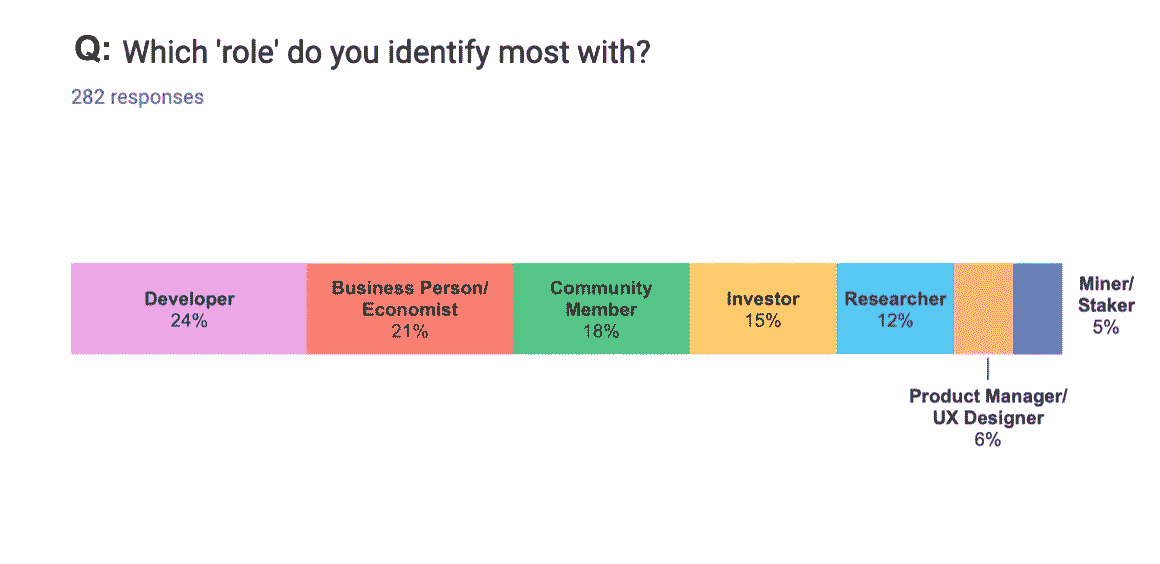 Q: Which 'role' do you identify most with?
282 responses
Developer
24%
Business Person/
Economist
21%
Community
Member
18%
Investor
15%
Researcher
12%
Miner/
Staker
5%
Product Manager/
UX Designer
6%